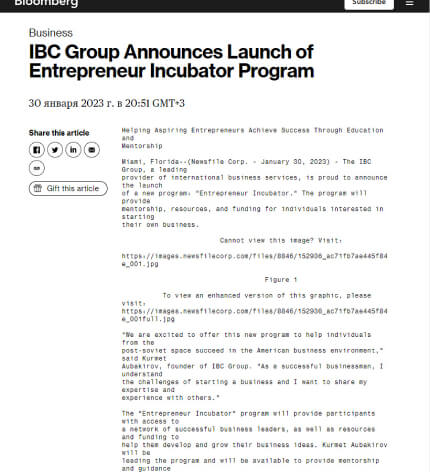 Bloomberg
Subscribe
Business
IBC Group Announces Launch of
Entrepreneur Incubator Program
30 января 2023 г. в 20:51 GMT+3
Share this article
Gift this article
Helping Aspiring Entrepreneurs Achieve Success Through Education
and
Mentorship
Miami, Florida--(Newsfile Corp. - January 30, 2023) - The IBC
Group, a leading
provider of international business services, is proud to announce
the launch
of a new program: "Entrepreneur Incubator." The program will
provide
mentorship, resources, and funding for individuals interested in
starting
their own business.
Cannot view this image? Visit:
https://images.newsfilecorp.com/files/8846/152936_ac71fb7ae445f84
e_001.jpg
Figure 1
To view an enhanced version of this graphic, please
visit:
https://images.newsfilecorp.com/files/8846/152936_ac71fb7ae445f84
e_001full.jpg
"We are excited to offer this new program to help individuals
from the
post-soviet space succeed in the American business environment,"
said Kurmet
Aubakirov, founder of IBC Group. "As a successful businessman, I
understand
the challenges of starting a business and I want to share my
expertise and
experience with others."
The "Entrepreneur Incubator" program will provide participants
with access to
a network of successful business leaders, as well as resources
and funding to
help them develop and grow their business ideas. Kurmet Aubakirov
will be
leading the program and will be available to provide mentorship
and guidance